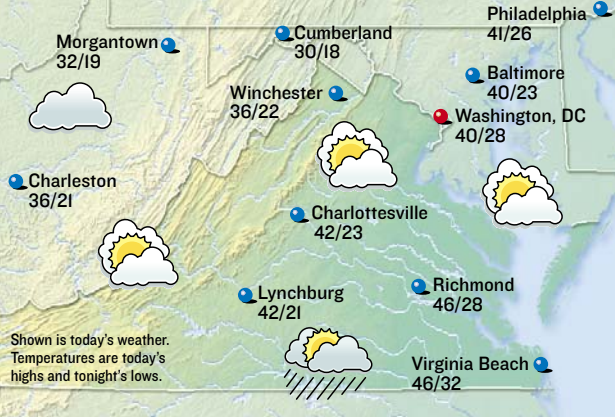 Philadelphia
41/26
Cumberland
30/18
Morgantown
32/19
Baltimore
40/23
Winchester
36/22
Washington, DC
40/28
Charleston
36/21
Charlottesville
42/23
Richmond
46/28
Lynchburg
42/21
Shown is today's weather.
Temperatures are today's
highs and tonight's lows.
Virginia Beach
46/32